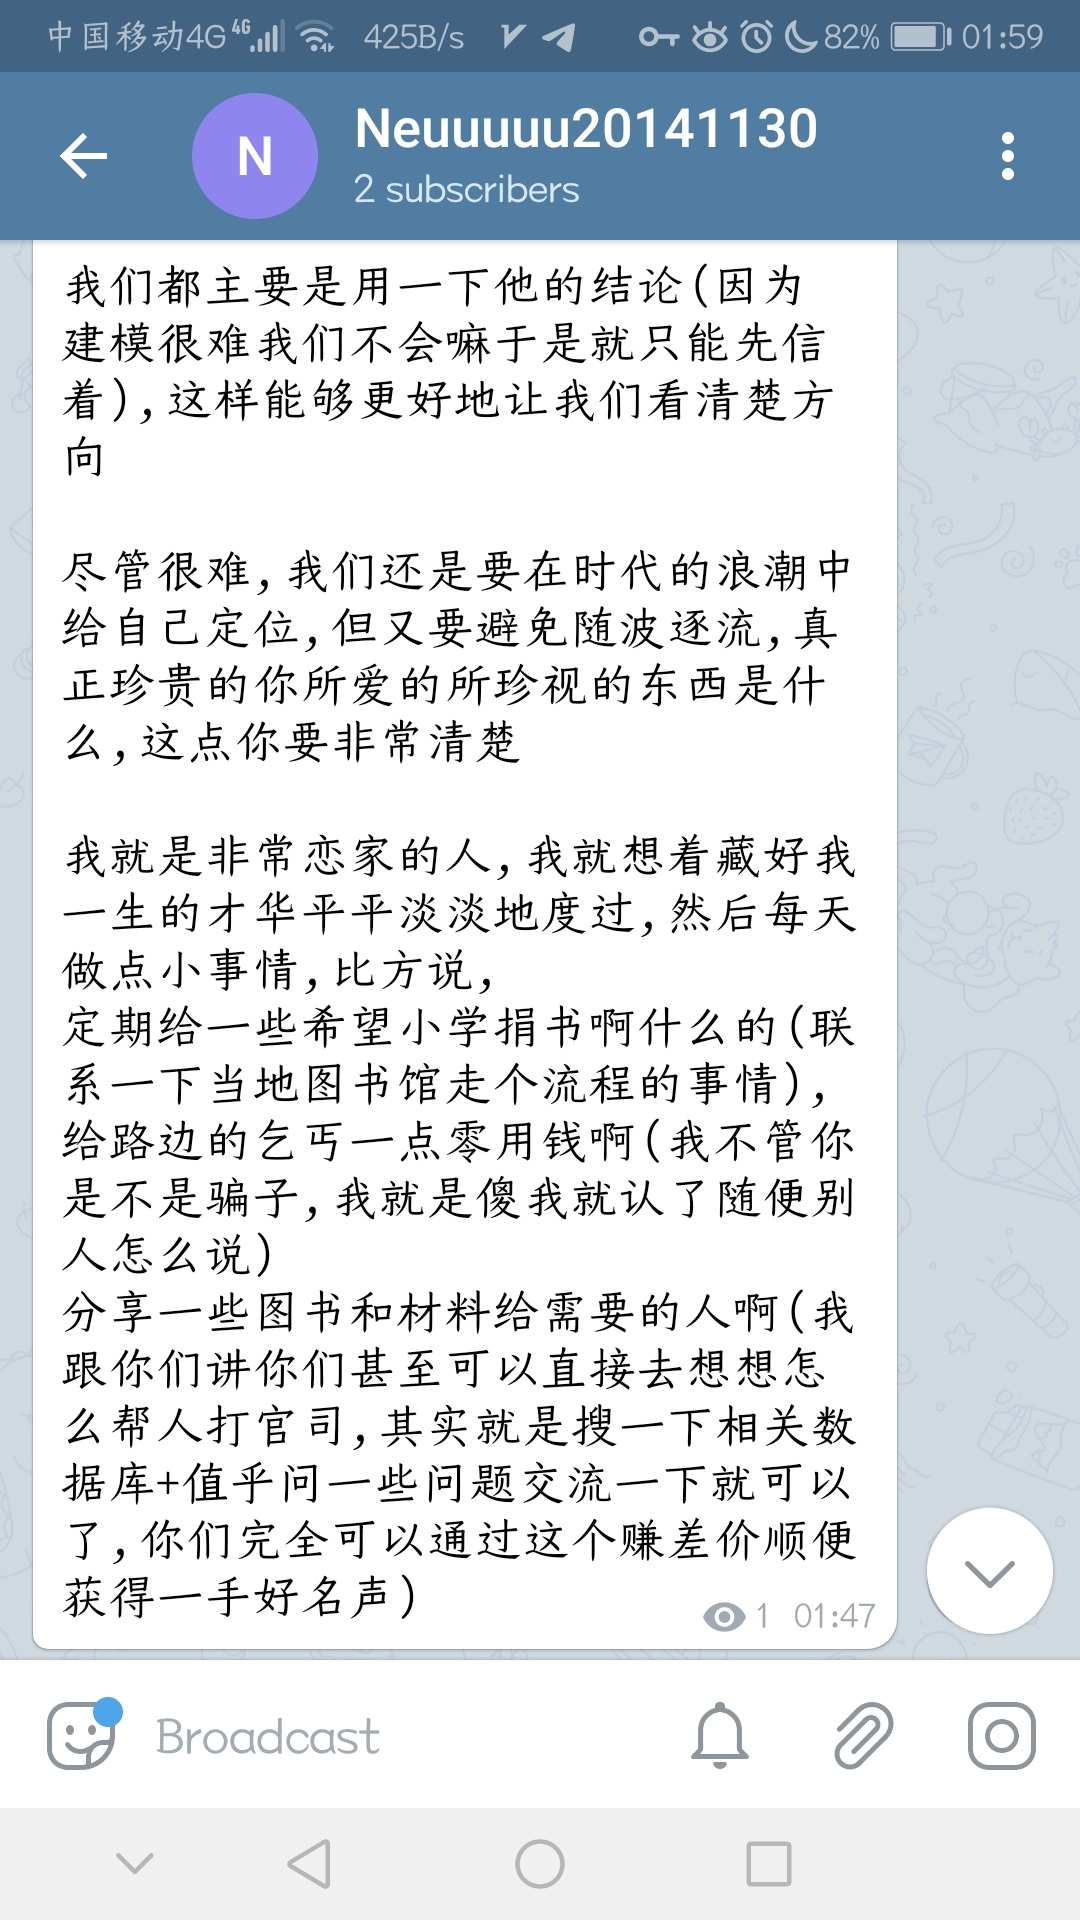 中国移动4G 4G 425B/s 82% 01:59
N
Neuuuuu20141130
2 subscribers
我们都主要是用一下他的结论(因为
建模很难我们不会嘛于是就只能先信
着),这样能够更好地让我们看清楚方
向
尽管很难,我们还是要在时代的浪潮中
给自己定位,但又要避免随波逐流,真
正珍贵的你所爱的所珍视的东西是什
么,这点你要非常清楚
我就是非常恋家的人,我就想着藏好我
一生的才华平平淡淡地度过,然后每天
做点小事情,比方说,
定期给一些希望小学捐书啊什么的(联
系一下当地图书馆走个流程的事情),
给路边的乞丐一点零用钱啊(我不管你
是不是骗子,我就是傻我就认了随便别
人怎么说)
分享一些图书和材料给需要的人啊(我
跟你们讲你们甚至可以直接去想想怎
么帮人打官司,其实就是搜一下相关数
据库+值乎问一些问题交流一下就可以
了,你们完全可以通过这个赚差价顺便
获得一手好名声)
1 01:47
Broadcast